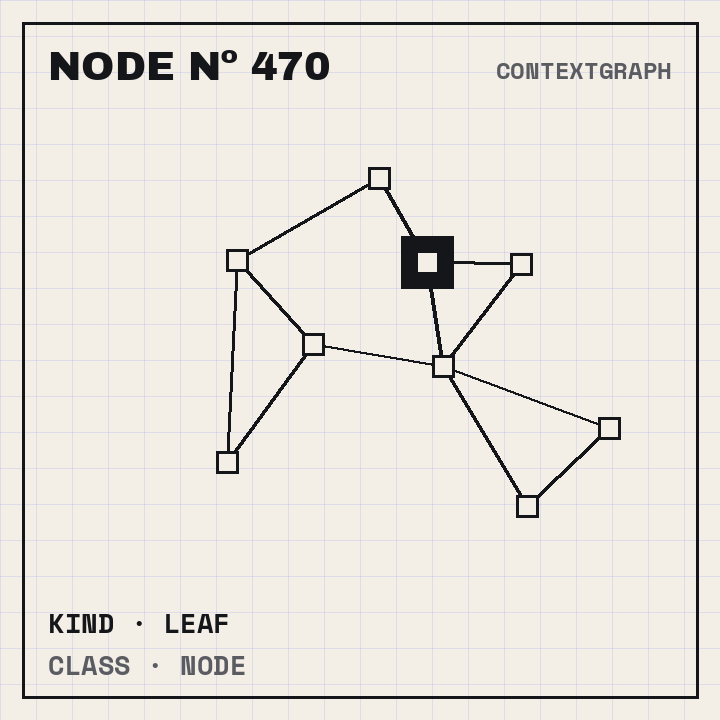 NODE Nº 470
CONTEXTGRAPH
KIND · LEAF
CLASS · NODE